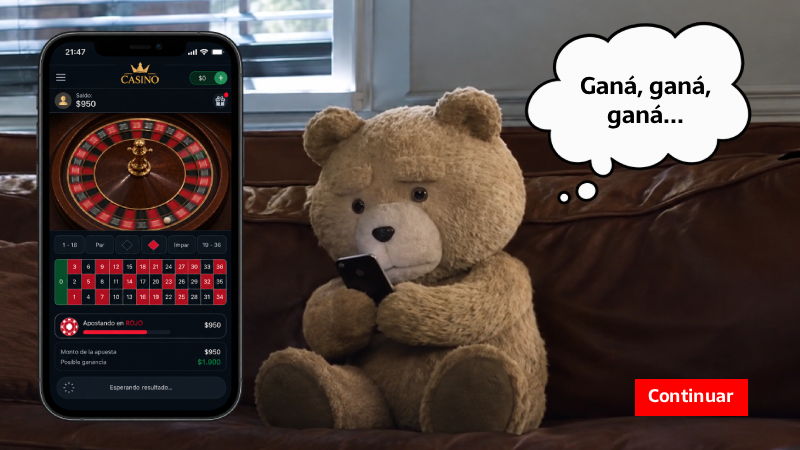 21:47
CASINO
$0 +
Saldo:
$950
1 - 18 Par Impar 19 - 36
3 6 9 12 15 18 21 24 27 30 33 36
0 2 5 8 11 14 17 20 23 26 29 32 35
1 4 7 10 13 16 19 22 25 28 31 34
Apostando en ROJO $950
Monto de la apuesta $950
Posible ganancia $1.900
Esperando resultado...
Ganá, ganá,
ganá...
Continuar